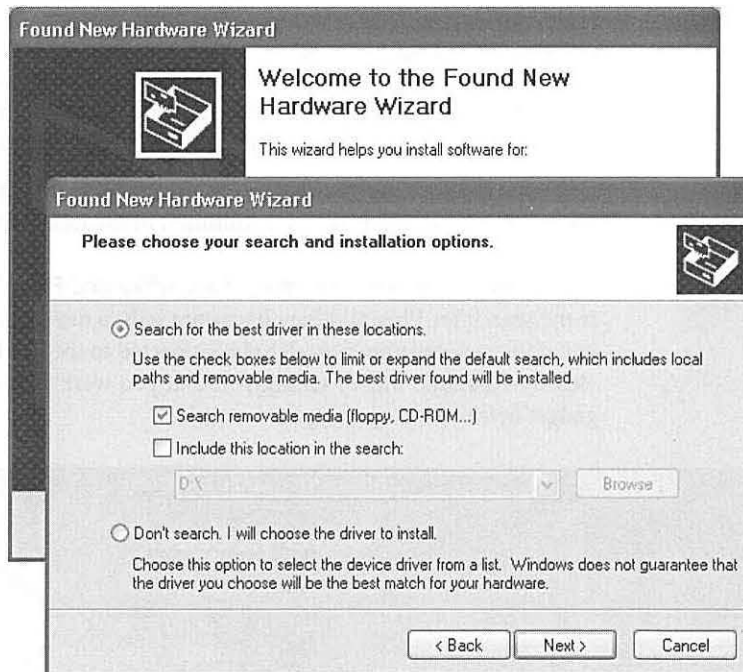 Found New Hardware Wizard
Welcome to the Found New
Hardware Wizard
This wizard helps you install software for:
Found New Hardware Wizard
Please choose your search and installation options.
Search for the best driver in these locations.
Use the check boxes below to limit or expand the default search, which includes local
paths and removable media. The best driver found will be installed.
Search removable media (floppy, CD-ROM...)
Include this location in the search:
D:\
Browse
Don't search. I will choose the driver to install.
Choose this option to select the device driver from a list. Windows does not guarantee that
the driver you choose will be the best match for your hardware.
< Back
Next >
Cancel